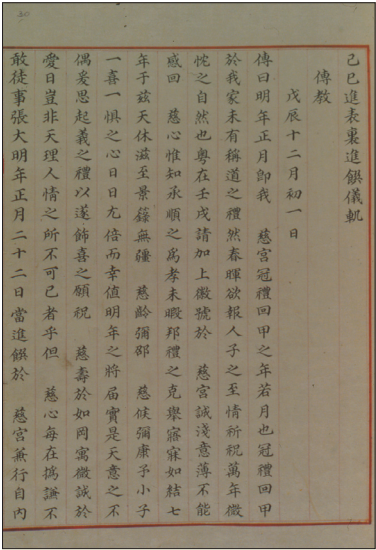 己巳進表裏進饌儀軌
傳教
戊辰十二月初一日
傳曰明年正月卽我 慈宮冠禮回甲之年若月也冠禮回甲
於我家未有稱道之禮然春暉欲報人子之至情祈祝萬年微
忱之自然也粤在壬戌請加上徽號於 慈宮誠淺意薄不能
感回 慈心惟知承順之爲孝未暇邦禮之克擧寤寐如結七
年于玆天休滋至景籙無疆 慈齡彌卲 慈候彌康予小子
一喜一懼之心日日尤倍而幸値明年之將届實是天意之不
偶爰思起義之禮以遂飾喜之願祝 慈壽於如岡寓微誠於
愛日豈非天理人情之所不可已者乎但 慈心每在撝謙不
敢徒事張大明年正月二十二日當進饌於 慈宮無行自內